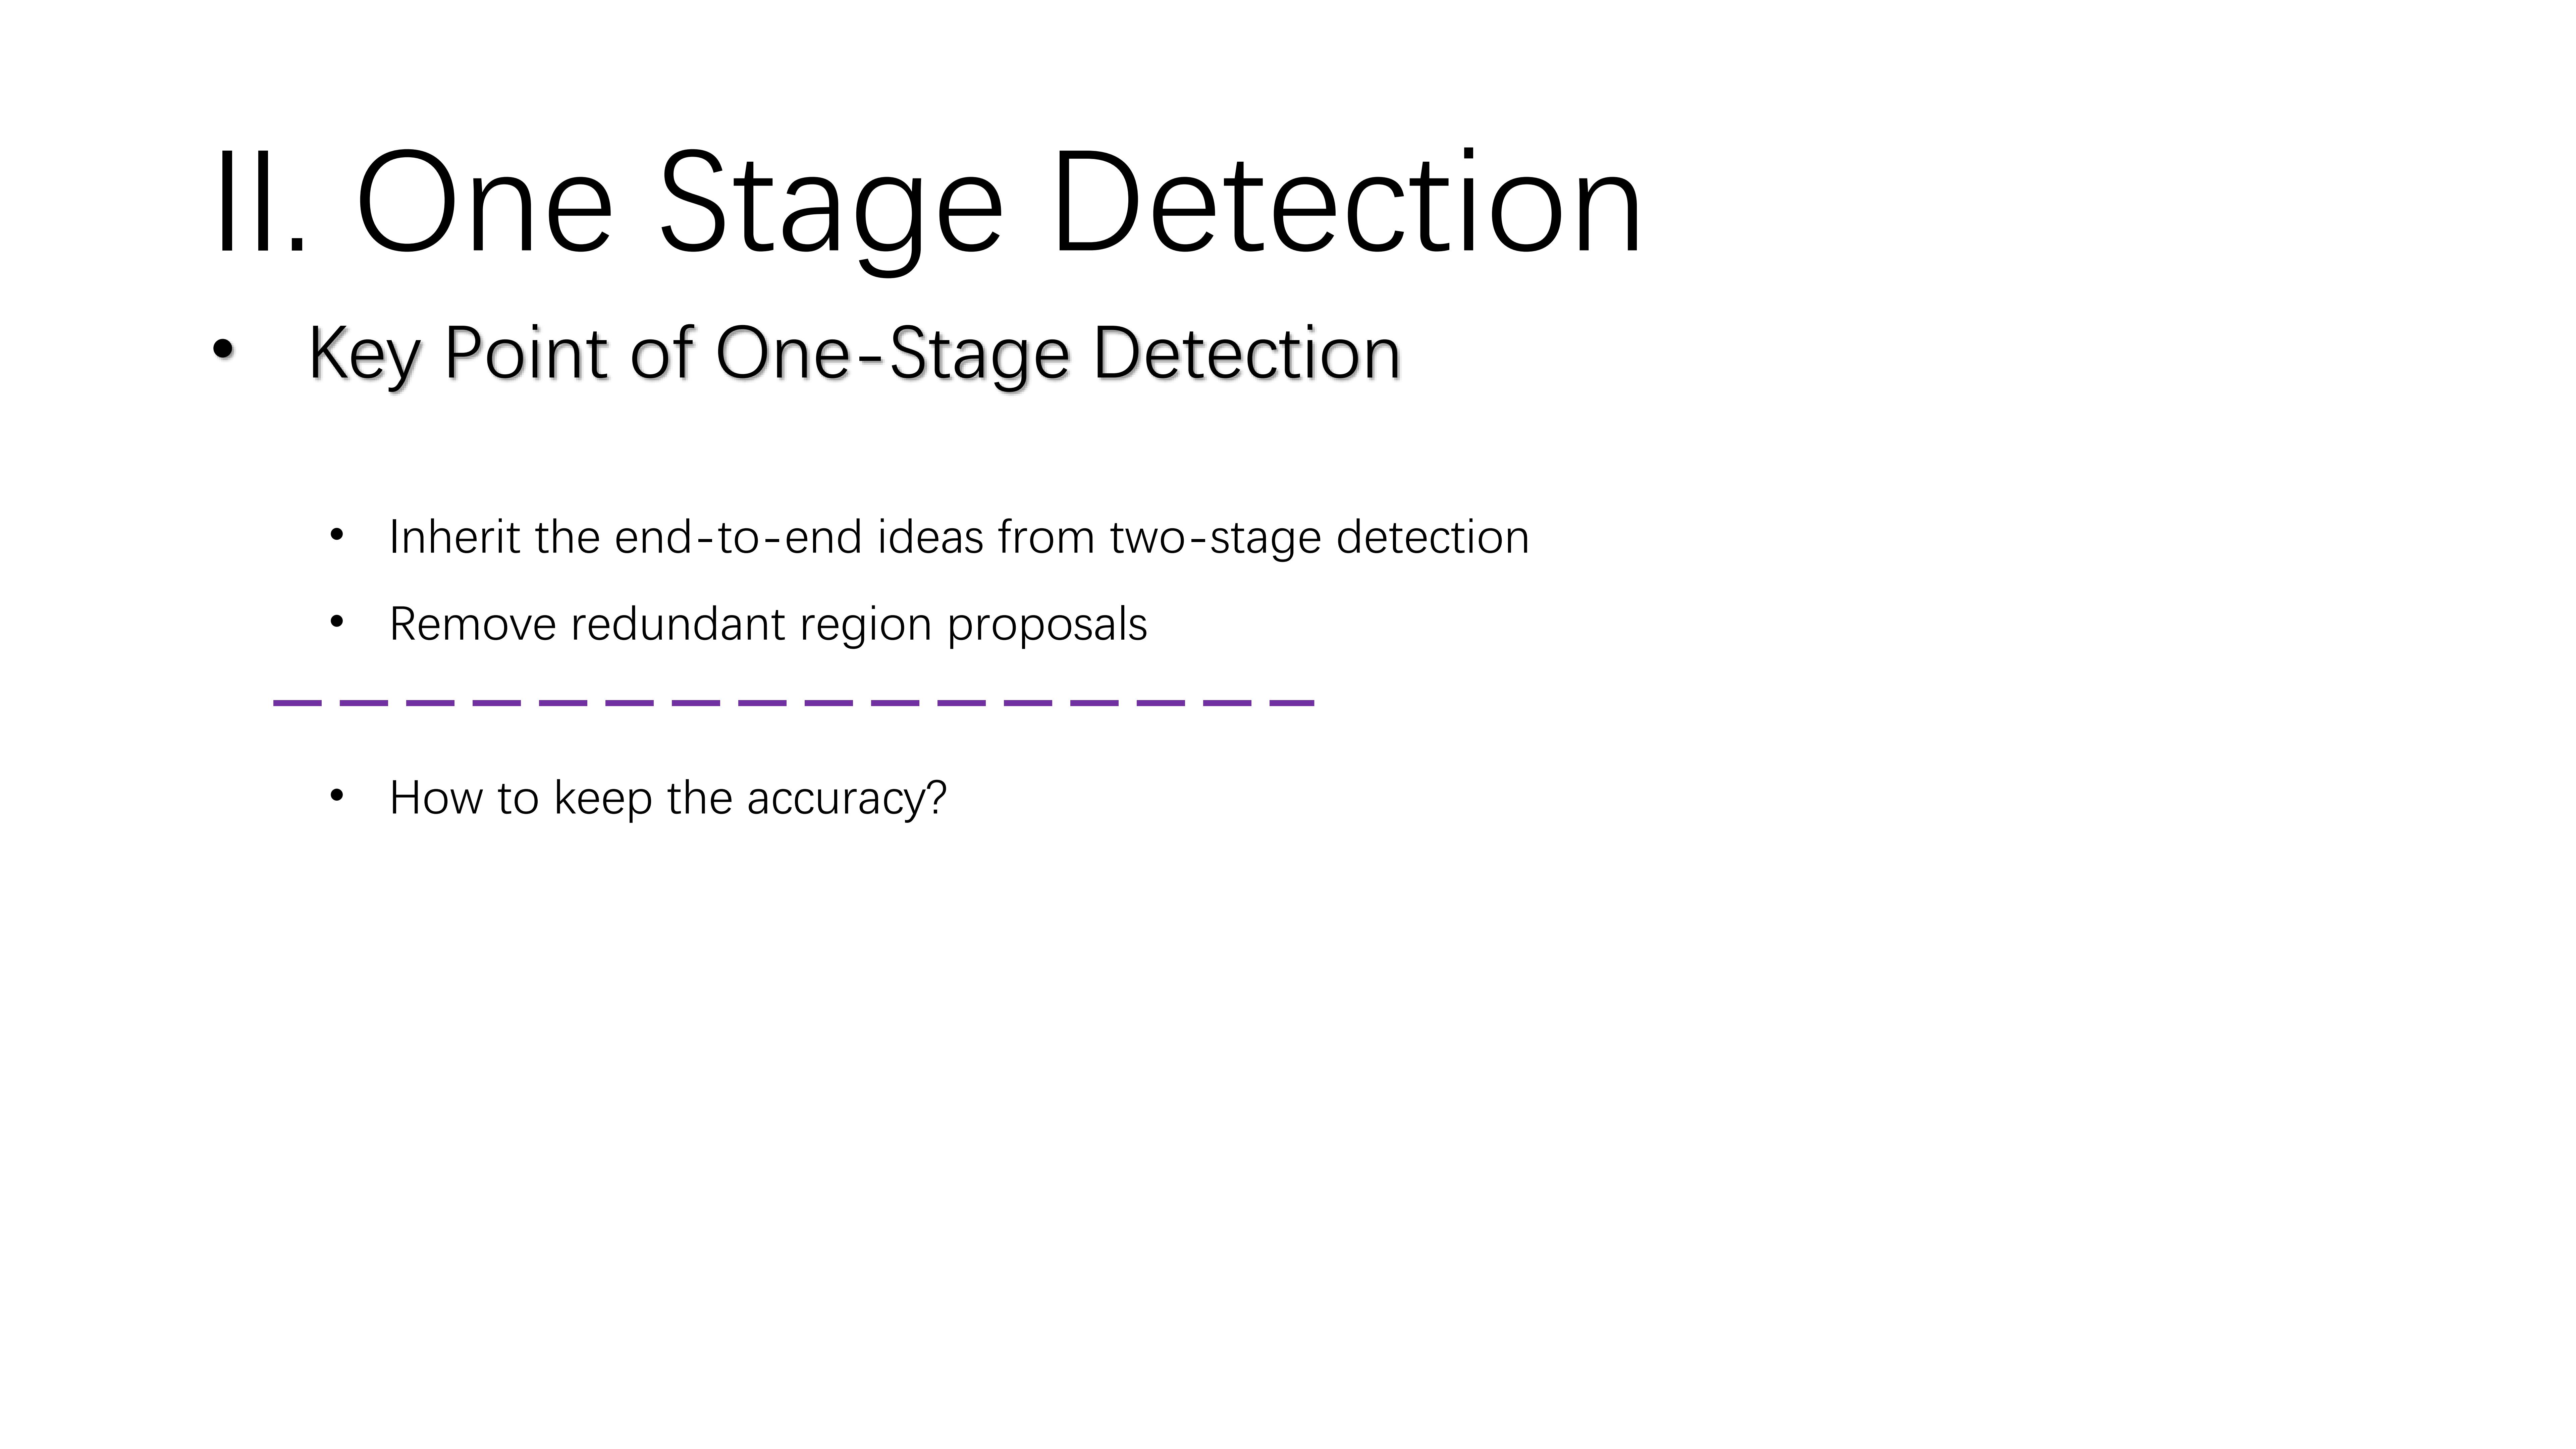 II. One Stage Detection
• Key Point of One-Stage Detection
• Inherit the end-to-end ideas from two-stage detection
• Remove redundant region proposals
• How to keep the accuracy?